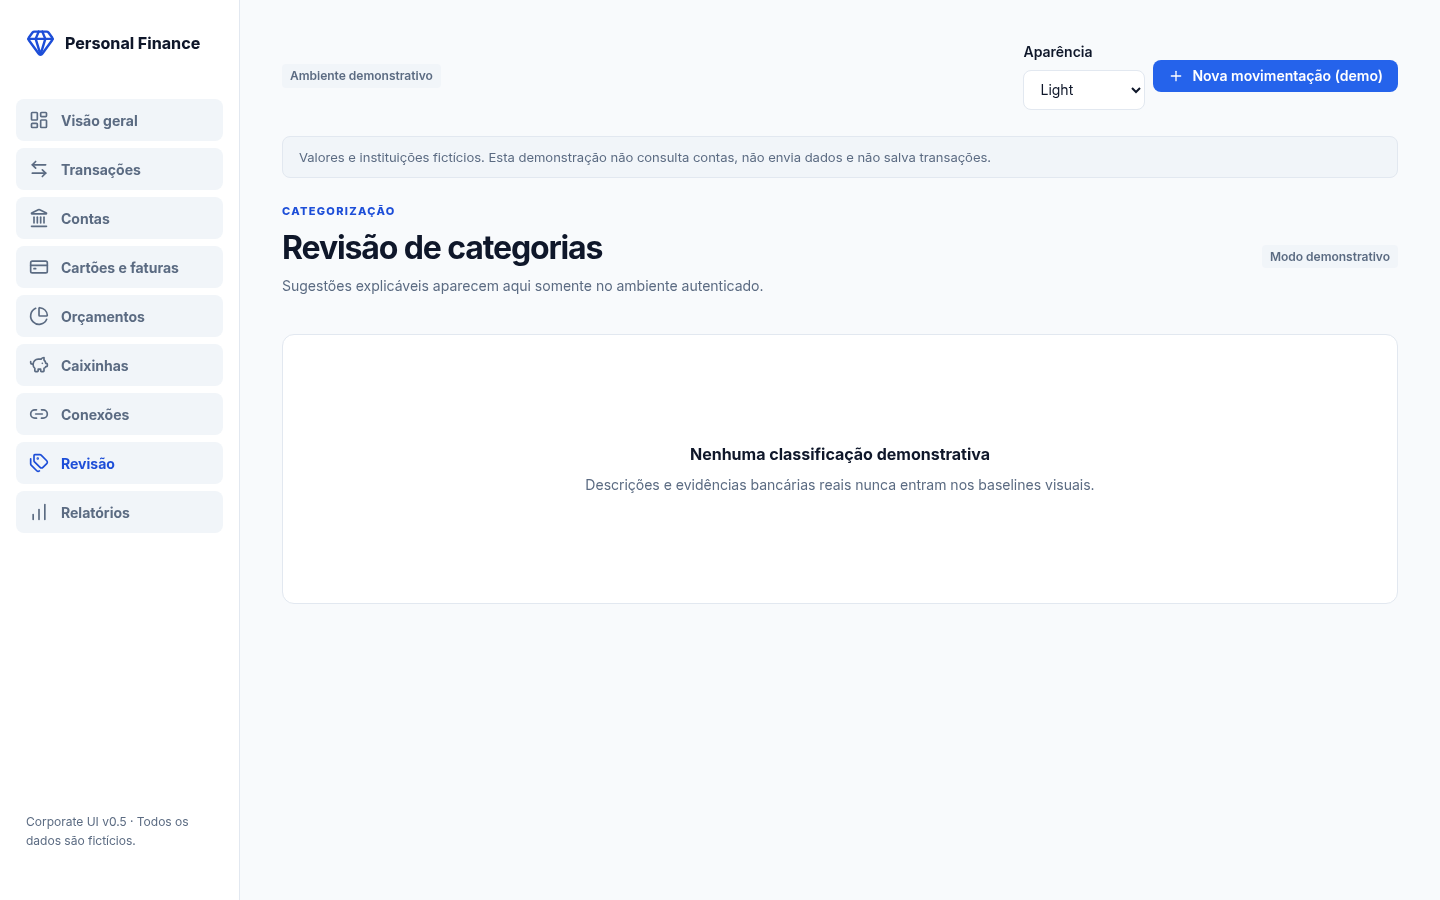 Personal Finance
Visão geral
Transações
Contas
Cartões e faturas
Orçamentos
Caixinhas
Conexões
Revisão
Relatórios
Corporate UI v0.5 · Todos os
dados são fictícios.
Ambiente demonstrativo
Aparência
Light
Nova movimentação (demo)
Valores e instituições fictícios. Esta demonstração não consulta contas, não envia dados e não salva transações.
CATEGORIZAÇÃO
Revisão de categorias
Modo demonstrativo
Sugestões explicáveis aparecem aqui somente no ambiente autenticado.
Nenhuma classificação demonstrativa
Descrições e evidências bancárias reais nunca entram nos baselines visuais.